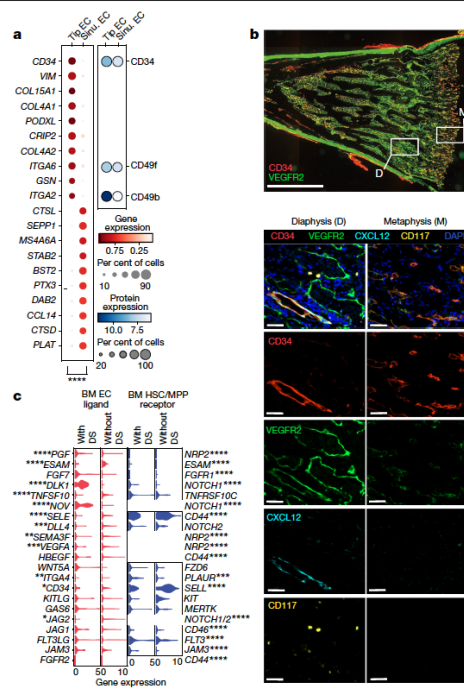 a
Tip EC
Sinu. EC
Tip EC
Sinu. EC
CD34
VIM
COL15A1
COL4A1
PODXL
CRIP2
COL4A2
ITGA6
GSN
ITGA2
CTSL
SEPP1
MS4A6A
STAB2
BST2
PTX3
DAB2
CCL14
CTSD
PLAT
****
CD34
CD49f
CD49b
Gene
expression
0.75 0.25
Per cent of cells
10 90
Protein
expression
10.0 7.5
Per cent of cells
20 100
b
CD34
VEGFR2
D
M
Diaphysis (D) Metaphysis (M)
CD34 VEGFR2 CXCL12 CD117 DAPI
CD34
VEGFR2
CXCL12
CD117
c
BM EC
ligand
BM HSC/MPP
receptor
With DS
Without DS
With DS
Without DS
****PGF NRP2****
****ESAM ESAM****
FGF7 FGFR1****
****DLK1 NOTCH1****
****TNFSF10 TNFRSF10C
****NOV NOTCH1****
****SELE CD44****
***DLL4 NOTCH2
**SEMA3F NRP2****
***VEGFA NRP2****
HBEGF CD44****
WNT5A FZD6
**ITGA4 PLAUR***
*CD34 SELL****
KITLG KIT
GAS6 MERTK
*JAG2 NOTCH1/2****
JAG1 CD46****
FLT3LG FLT3****
JAM3 JAM3****
FGFR2 CD44****
0 5 0 10 0 5 0 10
Gene expression